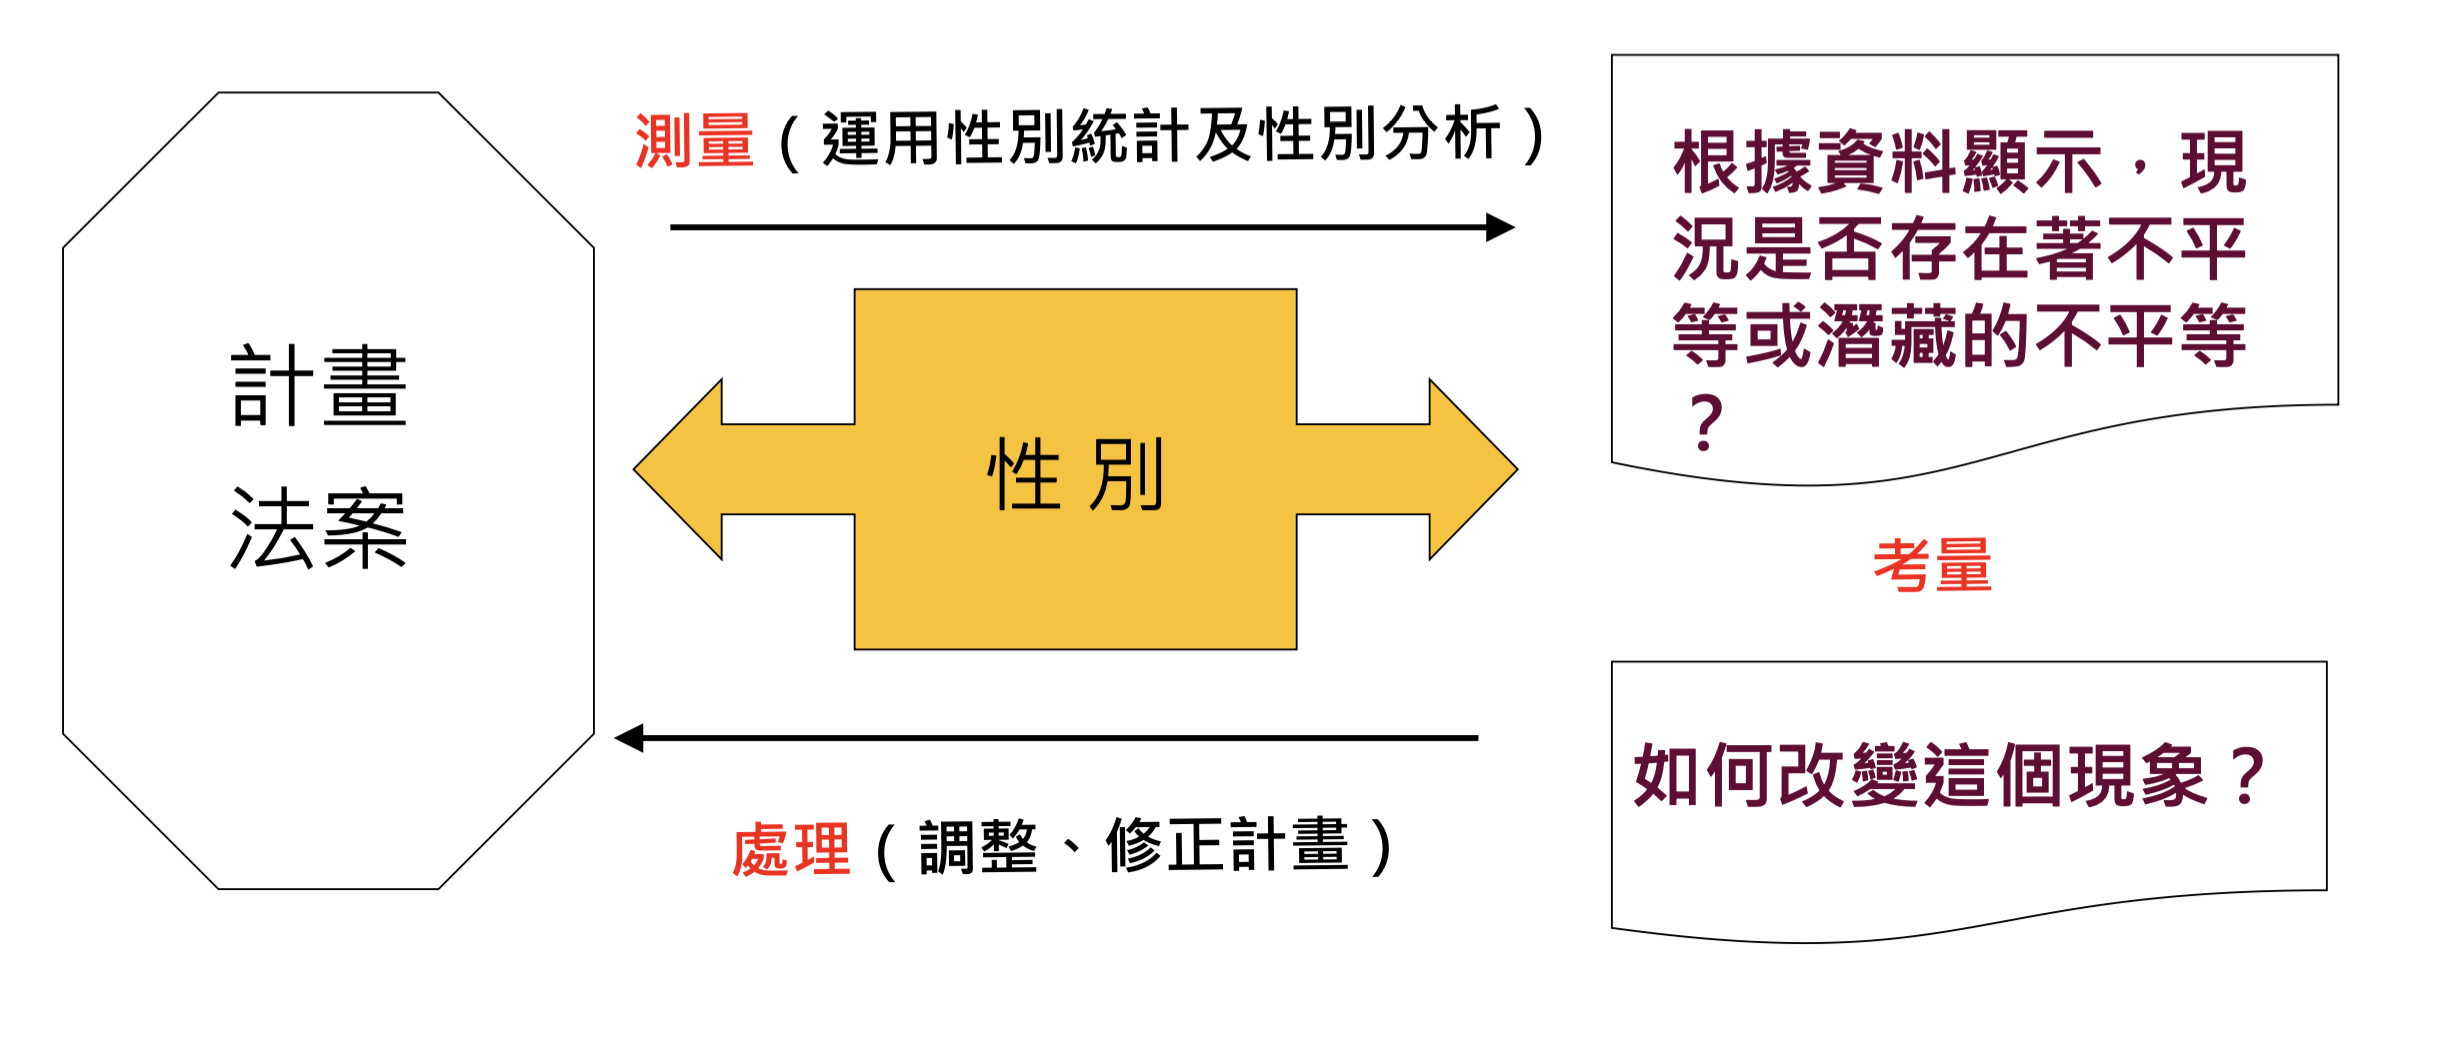 計畫
法案
測量（運用性別統計及性別分析）
性別
處理（調整、修正計畫）
根據資料顯示，現
況是否存在著不平
等或潛藏的不平等
？
考量
如何改變這個現象？